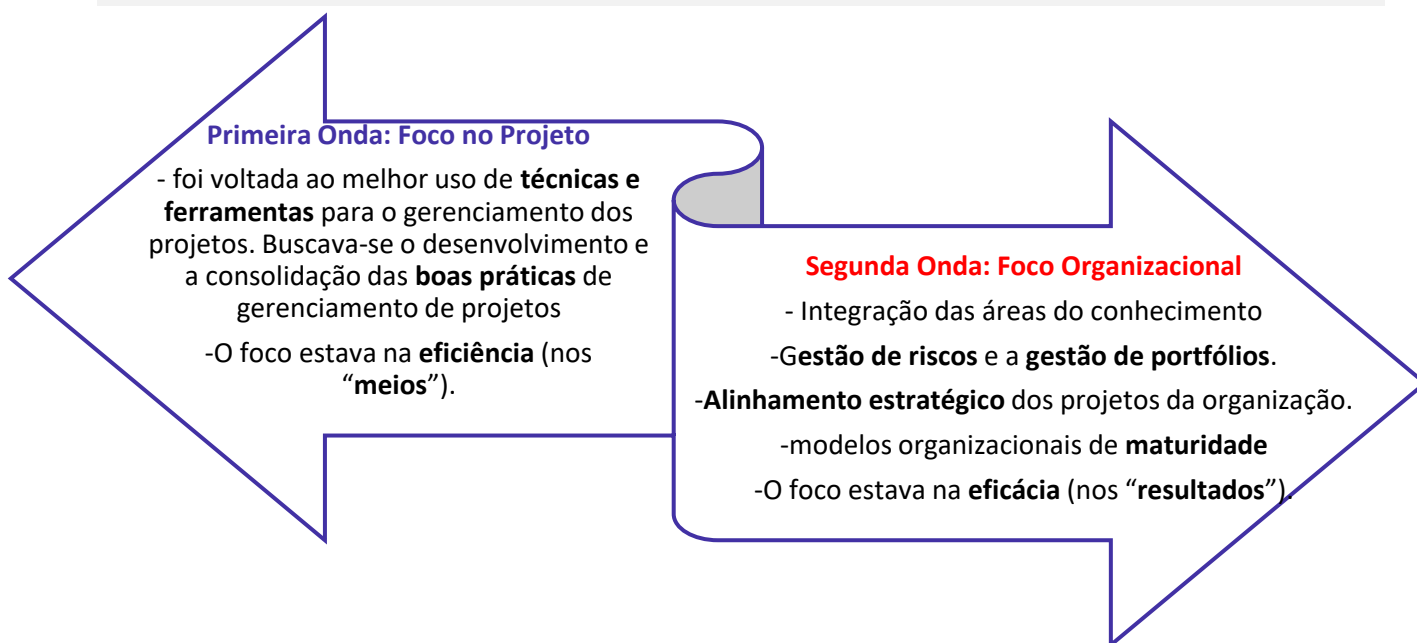 Primeira Onda: Foco no Projeto
- foi voltada ao melhor uso de técnicas e
ferramentas para o gerenciamento dos
projetos. Buscava-se o desenvolvimento e
a consolidação das boas práticas de
gerenciamento de projetos
-O foco estava na eficiência (nos
“meios”).
Segunda Onda: Foco Organizacional
- Integração das áreas do conhecimento
-Gestão de riscos e a gestão de portfólios.
-Alinhamento estratégico dos projetos da organização.
-modelos organizacionais de maturidade
-O foco estava na eficácia (nos “resultados”).